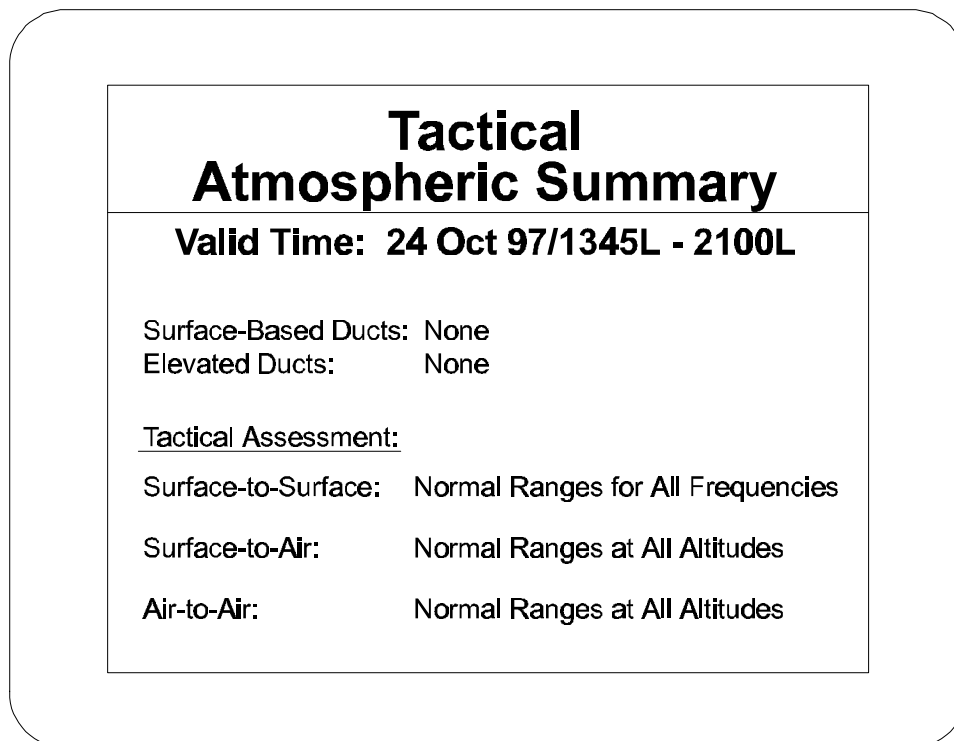 Tactical
Atmospheric Summary
Valid Time: 24 Oct 97/1345L - 2100L
Surface-Based Ducts: None
Elevated Ducts: None
Tactical Assessment:
Surface-to-Surface: Normal Ranges for All Frequencies
Surface-to-Air: Normal Ranges at All Altitudes
Air-to-Air: Normal Ranges at All Altitudes